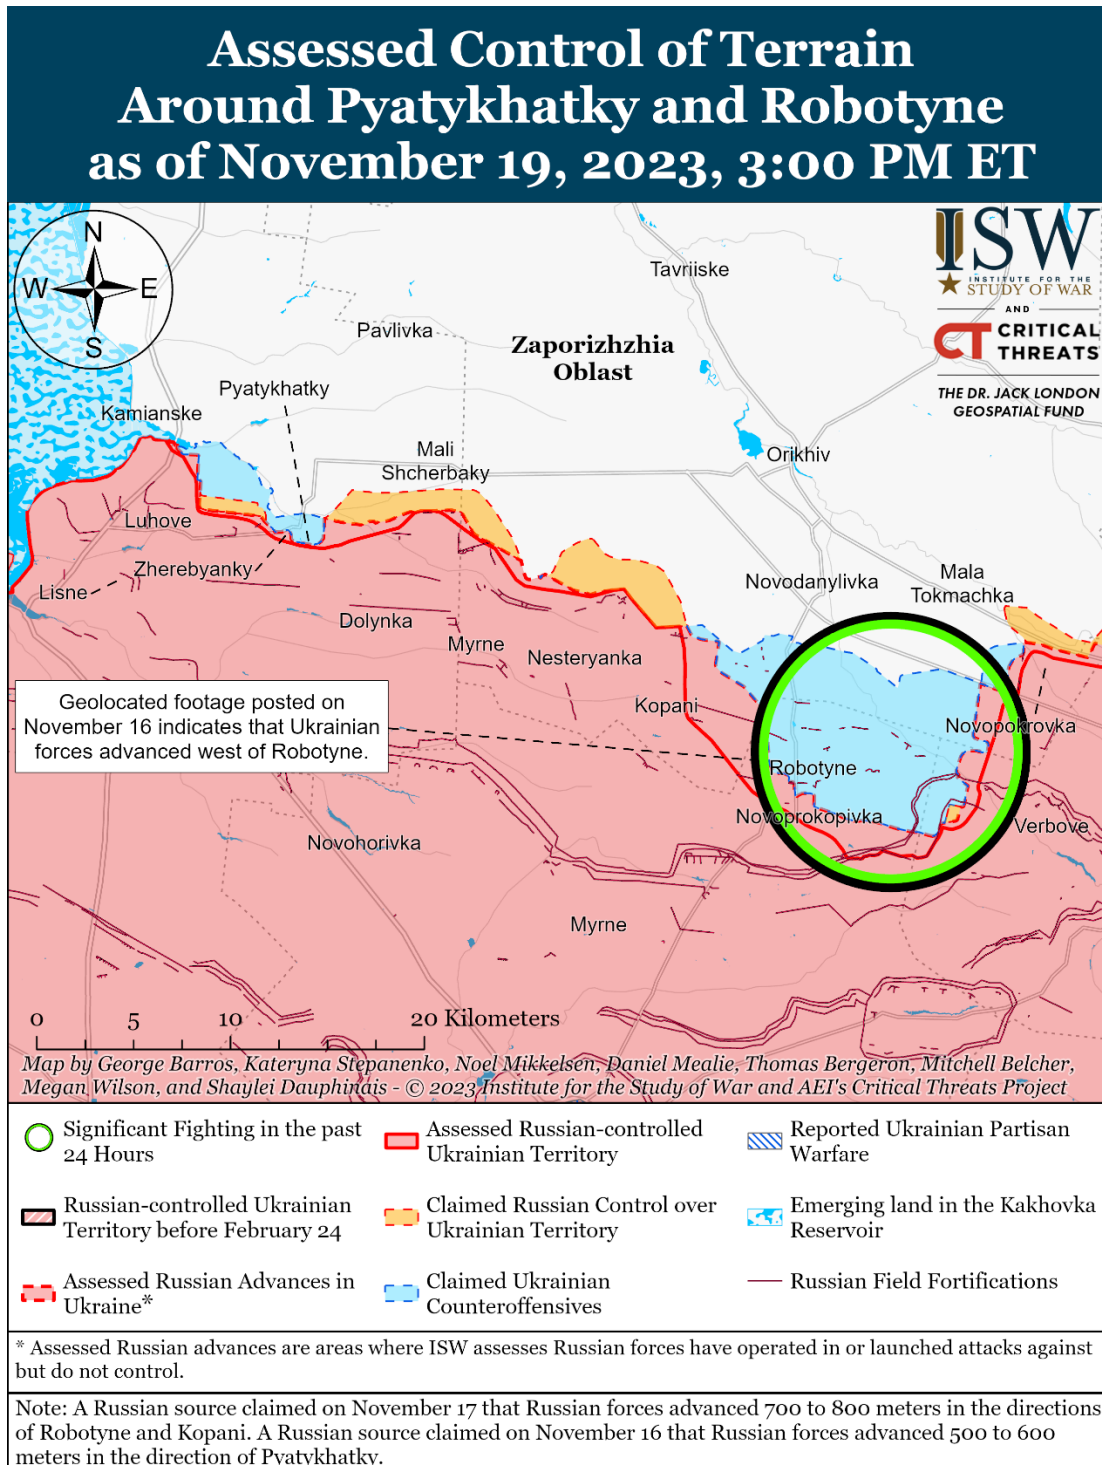 Assessed Control of Terrain
Around Pyatykhatky and Robotyne
as of November 19, 2023, 3:00 PM ET
N
W
E
S
ISW
INSTITUTE FOR THE
STUDY OF WAR
AND
CT CRITICAL
THREATS
THE DR. JACK LONDON
GEOSPATIAL FUND
Tavriiske
Pavlivka
Zaporizhzhia
Oblast
Pyatykhatky
Kamianske
Mali
Shcherbaky
Orikhiv
Luhove
Zherebyanky
Lisne
Novodanylivka
Mala
Tokmachka
Dolynka
Myrne
Nesteryanka
Kopani
Novopokrovka
Geolocated footage posted on
November 16 indicates that Ukrainian
forces advanced west of Robotyne.
Robotyne
Novoprokopivka
Verbove
Novohorivka
Myrne
0 5 10 20 Kilometers
Map by George Barros, Kateryna Stepanenko, Noel Mikkelsen, Daniel Mealie, Thomas Bergeron, Mitchell Belcher,
Megan Wilson, and Shaylei Dauphinais - © 2023 Institute for the Study of War and AEI's Critical Threats Project
Significant Fighting in the past
24 Hours
Russian-controlled Ukrainian
Territory before February 24
Assessed Russian Advances in
Ukraine*
Assessed Russian-controlled
Ukrainian Territory
Claimed Russian Control over
Ukrainian Territory
Claimed Ukrainian
Counteroffensives
Reported Ukrainian Partisan
Warfare
Emerging land in the Kakhovka
Reservoir
Russian Field Fortifications
* Assessed Russian advances are areas where ISW assesses Russian forces have operated in or launched attacks against
but do not control.
Note: A Russian source claimed on November 17 that Russian forces advanced 700 to 800 meters in the directions
of Robotyne and Kopani. A Russian source claimed on November 16 that Russian forces advanced 500 to 600
meters in the direction of Pyatykhatky.